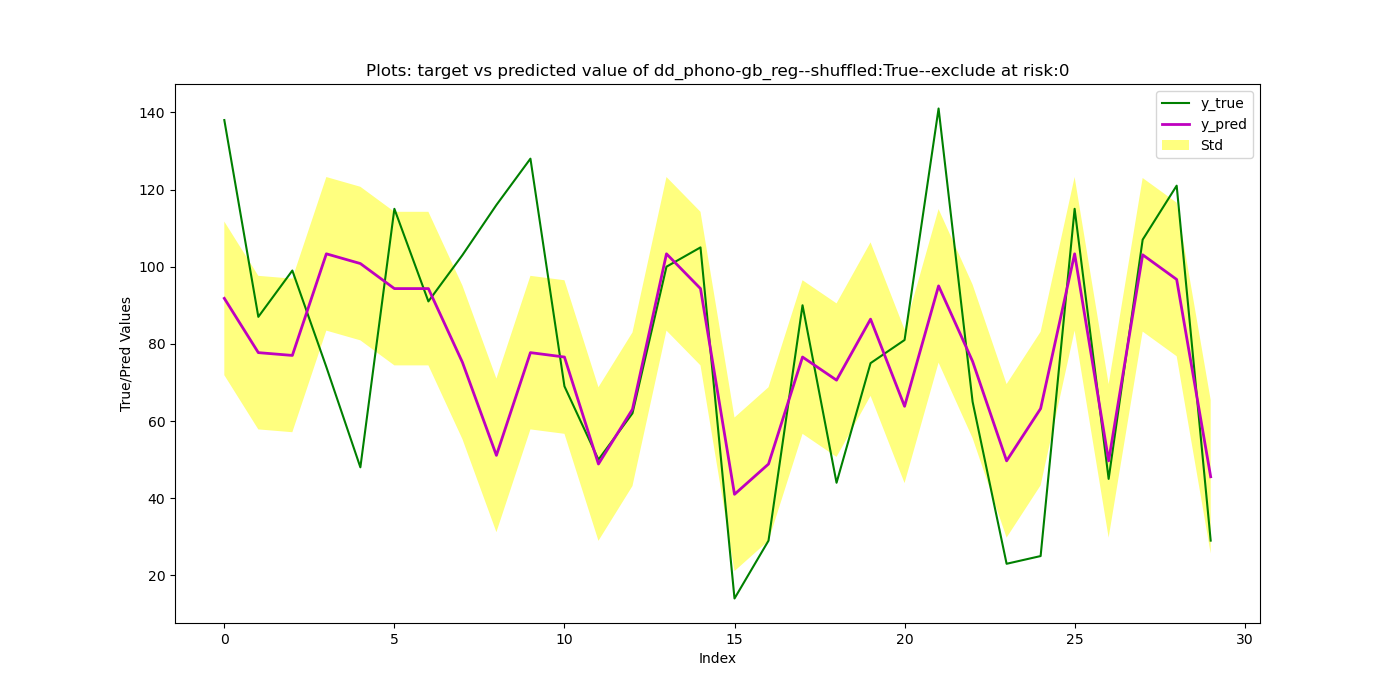 Plots: target vs predicted value of dd_phono-gb_reg--shuffled:True--exclude at risk:0
y_true
y_pred
Std
True/Pred Values
140
120
100
80
60
40
20
0
5
10
15
20
25
30
Index